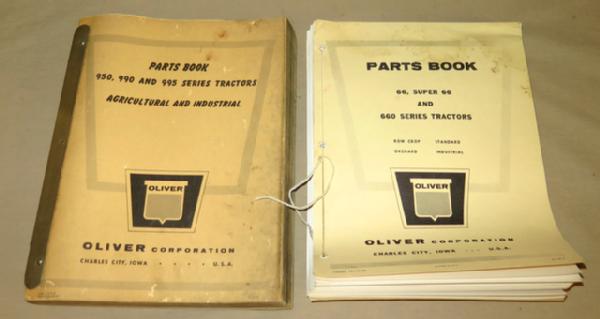 PARTS BOOK
950, 990 AND 995 SERIES TRACTORS
AGRICULTURAL AND INDUSTRIAL
OLIVER
OLIVER CORPORATION
CHARLES CITY, IOWA • • • • U.S.A.
PARTS BOOK
66, SUPER 66
AND
660 SERIES TRACTORS
ROW CROP STANDARD
ORCHARD INDUSTRIAL
OLIVER
OLIVER CORPORATION
CHARLES CITY, IOWA • • • U.S.A.